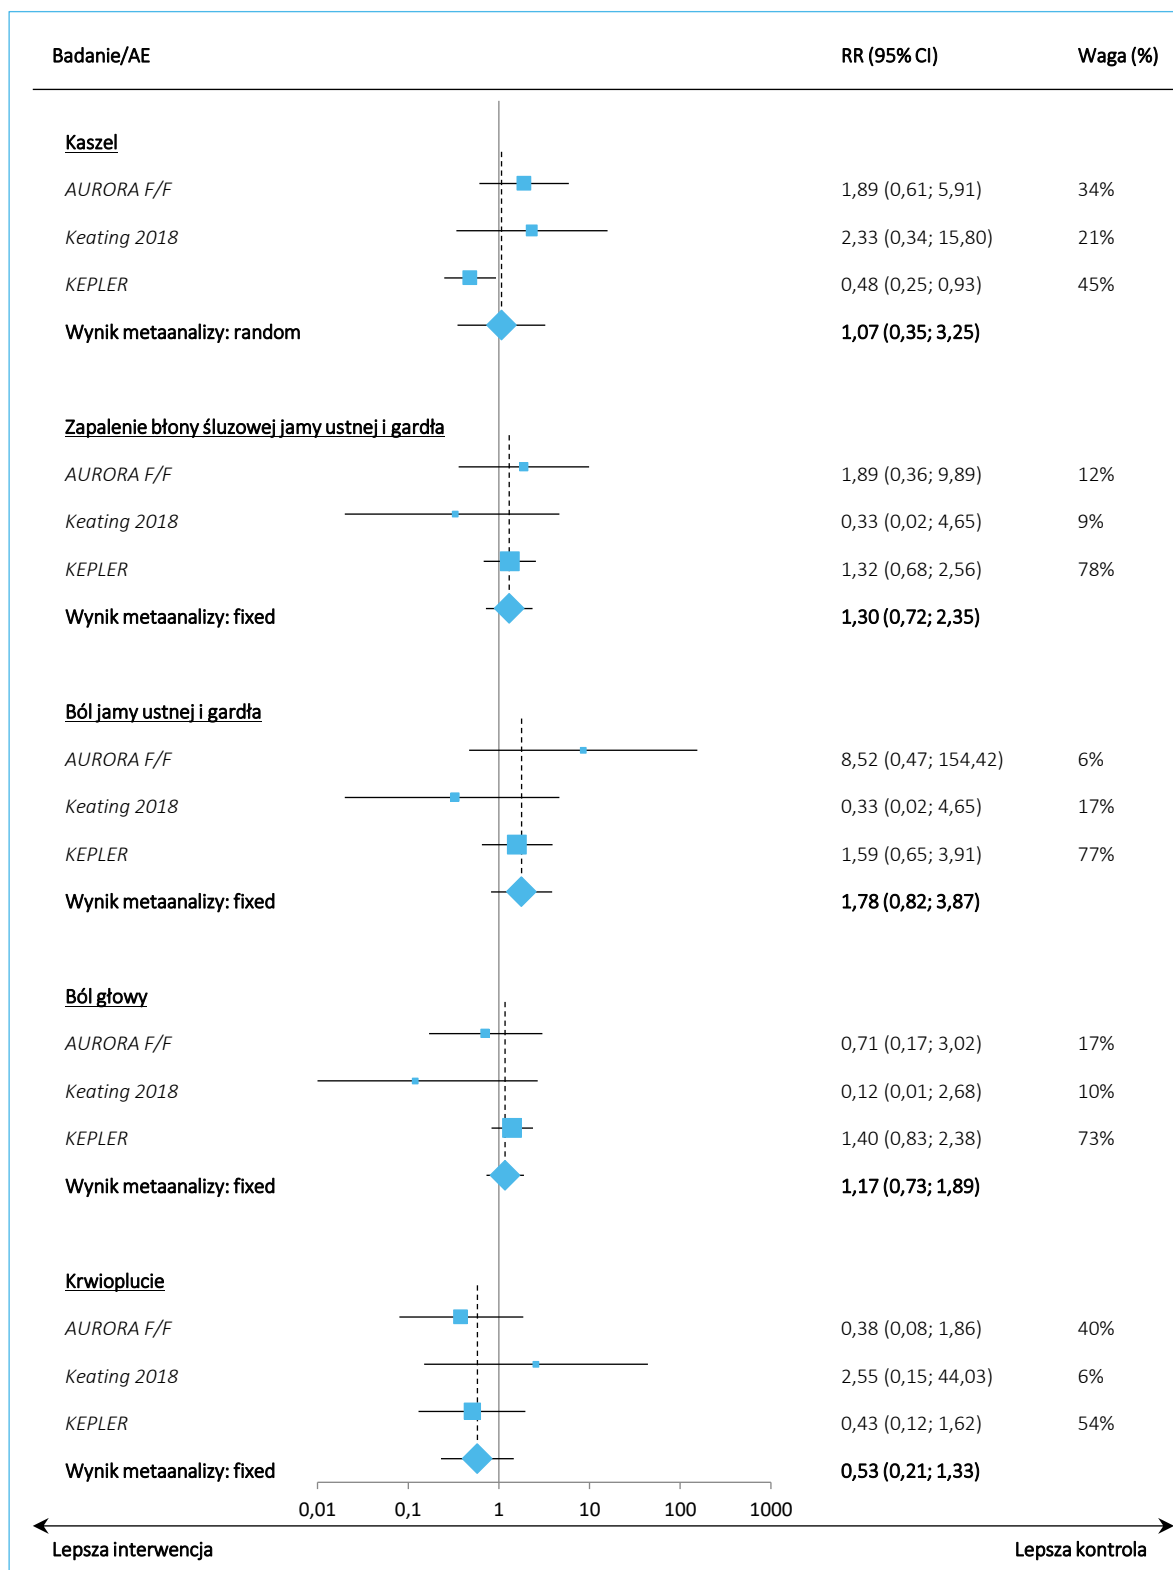 Badanie/AE RR (95% CI) Waga (%)
Kaszel
AURORA F/F 1,89 (0,61; 5,91) 34%
Keating 2018 2,33 (0,34; 15,80) 21%
KEPLER 0,48 (0,25; 0,93) 45%
Wynik metaanalizy: random 1,07 (0,35; 3,25)
Zapalenie błony śluzowej jamy ustnej i gardła
AURORA F/F 1,89 (0,36; 9,89) 12%
Keating 2018 0,33 (0,02; 4,65) 9%
KEPLER 1,32 (0,68; 2,56) 78%
Wynik metaanalizy: fixed 1,30 (0,72; 2,35)
Ból jamy ustnej i gardła
AURORA F/F 8,52 (0,47; 154,42) 6%
Keating 2018 0,33 (0,02; 4,65) 17%
KEPLER 1,59 (0,65; 3,91) 77%
Wynik metaanalizy: fixed 1,78 (0,82; 3,87)
Ból głowy
AURORA F/F 0,71 (0,17; 3,02) 17%
Keating 2018 0,12 (0,01; 2,68) 10%
KEPLER 1,40 (0,83; 2,38) 73%
Wynik metaanalizy: fixed 1,17 (0,73; 1,89)
Krwioplucie
AURORA F/F 0,38 (0,08; 1,86) 40%
Keating 2018 2,55 (0,15; 44,03) 6%
KEPLER 0,43 (0,12; 1,62) 54%
Wynik metaanalizy: fixed 0,53 (0,21; 1,33)
0,01 0,1 1 10 100 1000
Lepsza interwencja Lepsza kontrola